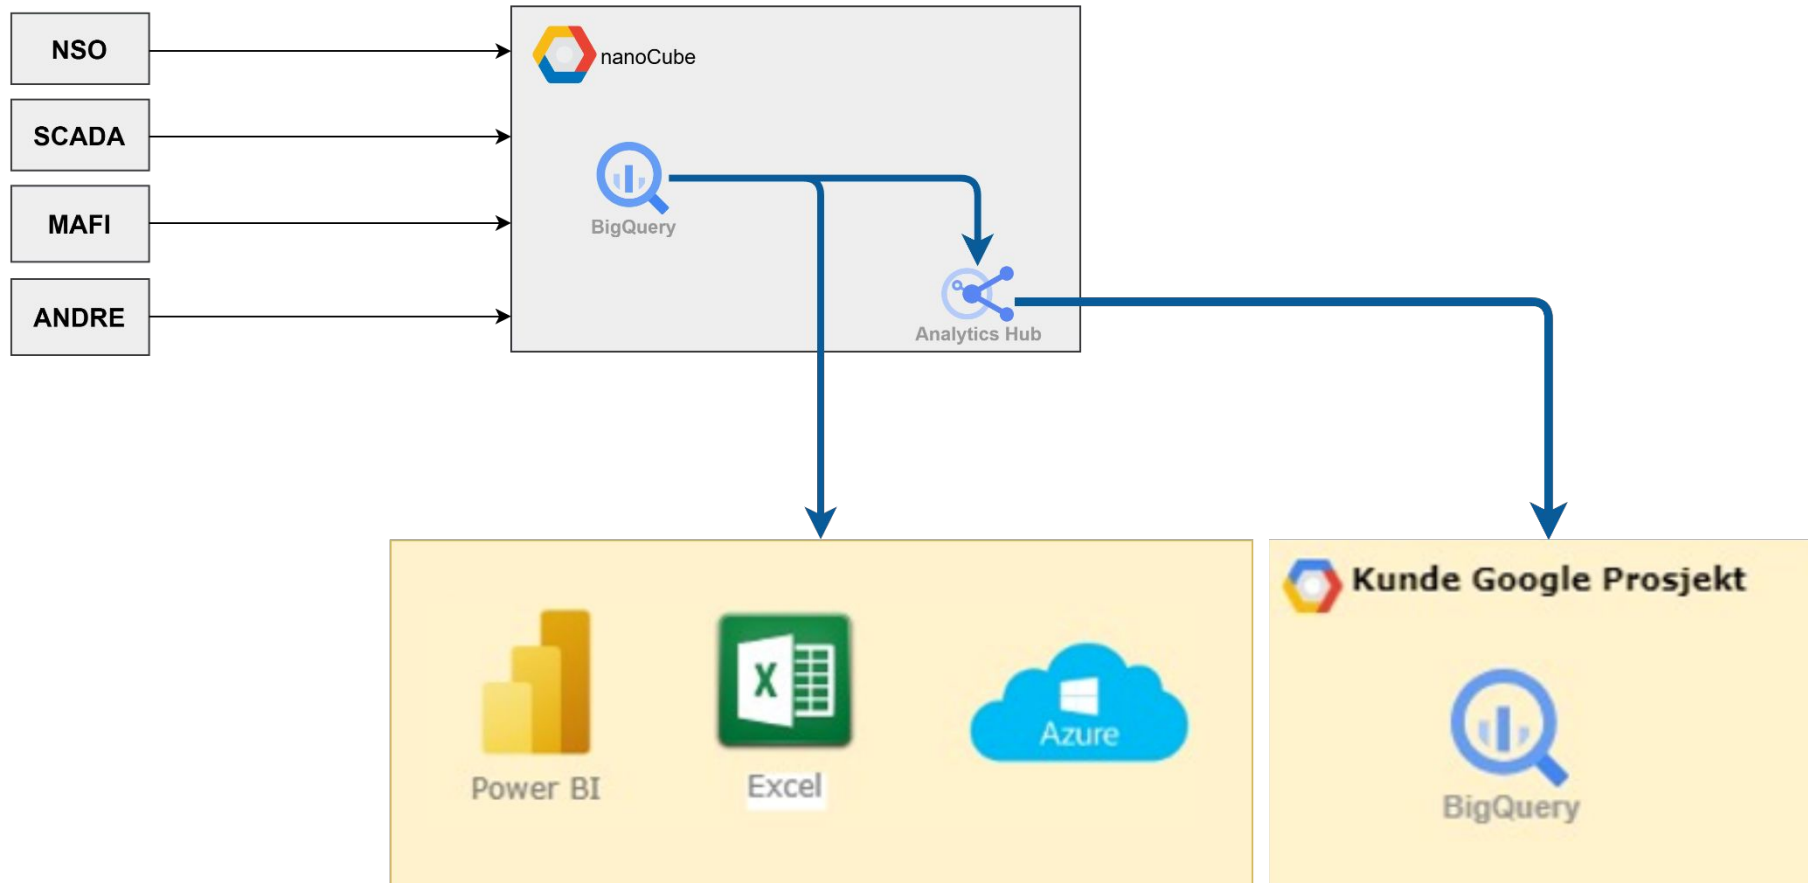 NSO
SCADA
MAFI
ANDRE
nanoCube
BigQuery
Analytics Hub
Power BI
Excel
Azure
Kunde Google Prosjekt
BigQuery